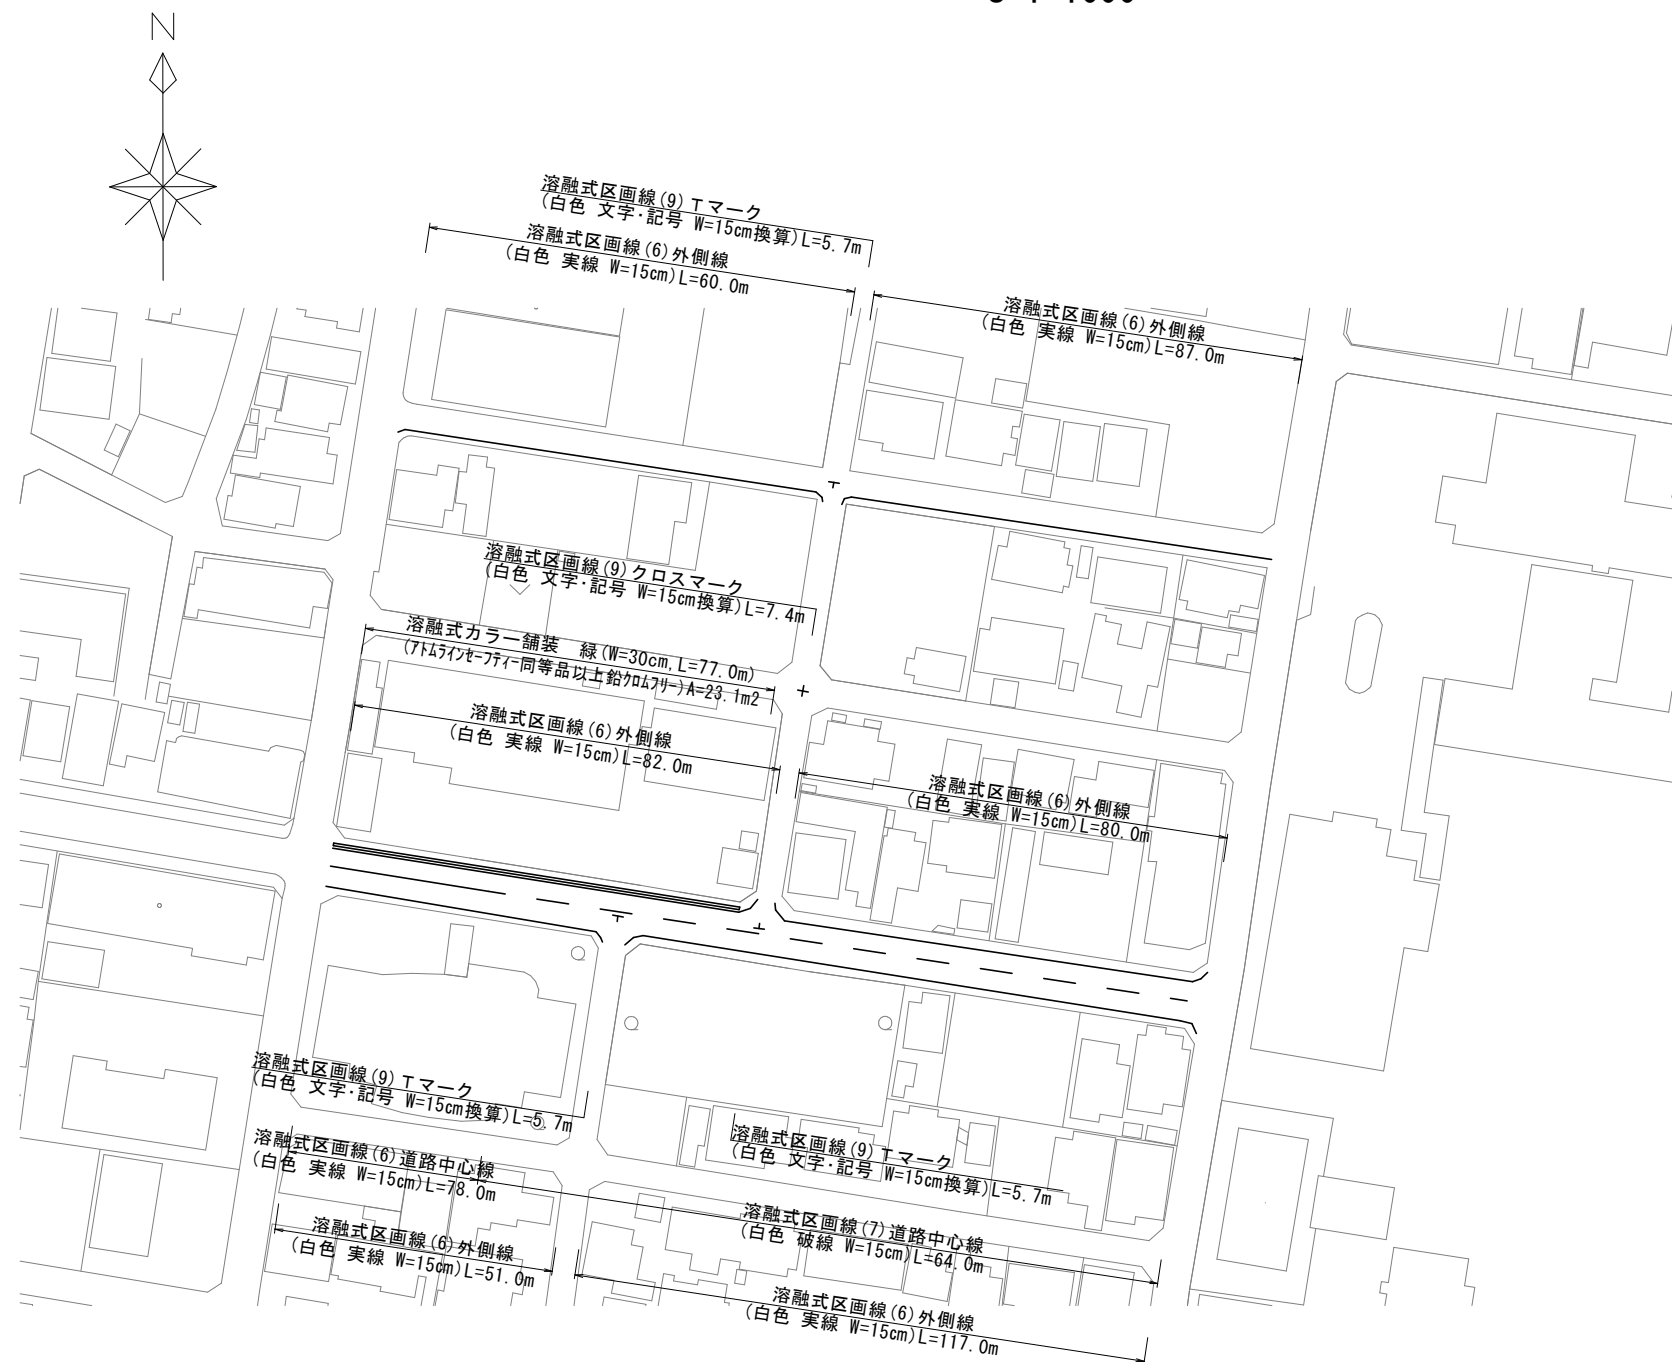 N
溶融式区画線(9)Tマーク
(白色 文字・記号 W=15cm換算)L=5.7m
溶融式区画線(6)外側線
(白色 実線 W=15cm)L=60.0m
溶融式区画線(6)外側線
(白色 実線 W=15cm)L=87.0m
溶融式区画線(9)クロスマーク
(白色 文字・記号 W=15cm換算)L=7.4m
溶融式カラー舗装 緑(W=30cm,L=77.0m)
(アトムラインセーフティー同等品以上鉛クロムフリー)A=23.1m2
溶融式区画線(6)外側線
(白色 実線 W=15cm)L=82.0m
溶融式区画線(6)外側線
(白色 実線 W=15cm)L=80.0m
溶融式区画線(9)Tマーク
(白色 文字・記号 W=15cm換算)L=5.7m
溶融式区画線(9)Tマーク
(白色 文字・記号 W=15cm換算)L=5.7m
溶融式区画線(6)道路中心線
(白色 実線 W=15cm)L=78.0m
溶融式区画線(7)道路中心線
(白色 破線 W=15cm)L=64.0m
溶融式区画線(6)外側線
(白色 実線 W=15cm)L=51.0m
溶融式区画線(6)外側線
(白色 実線 W=15cm)L=117.0m